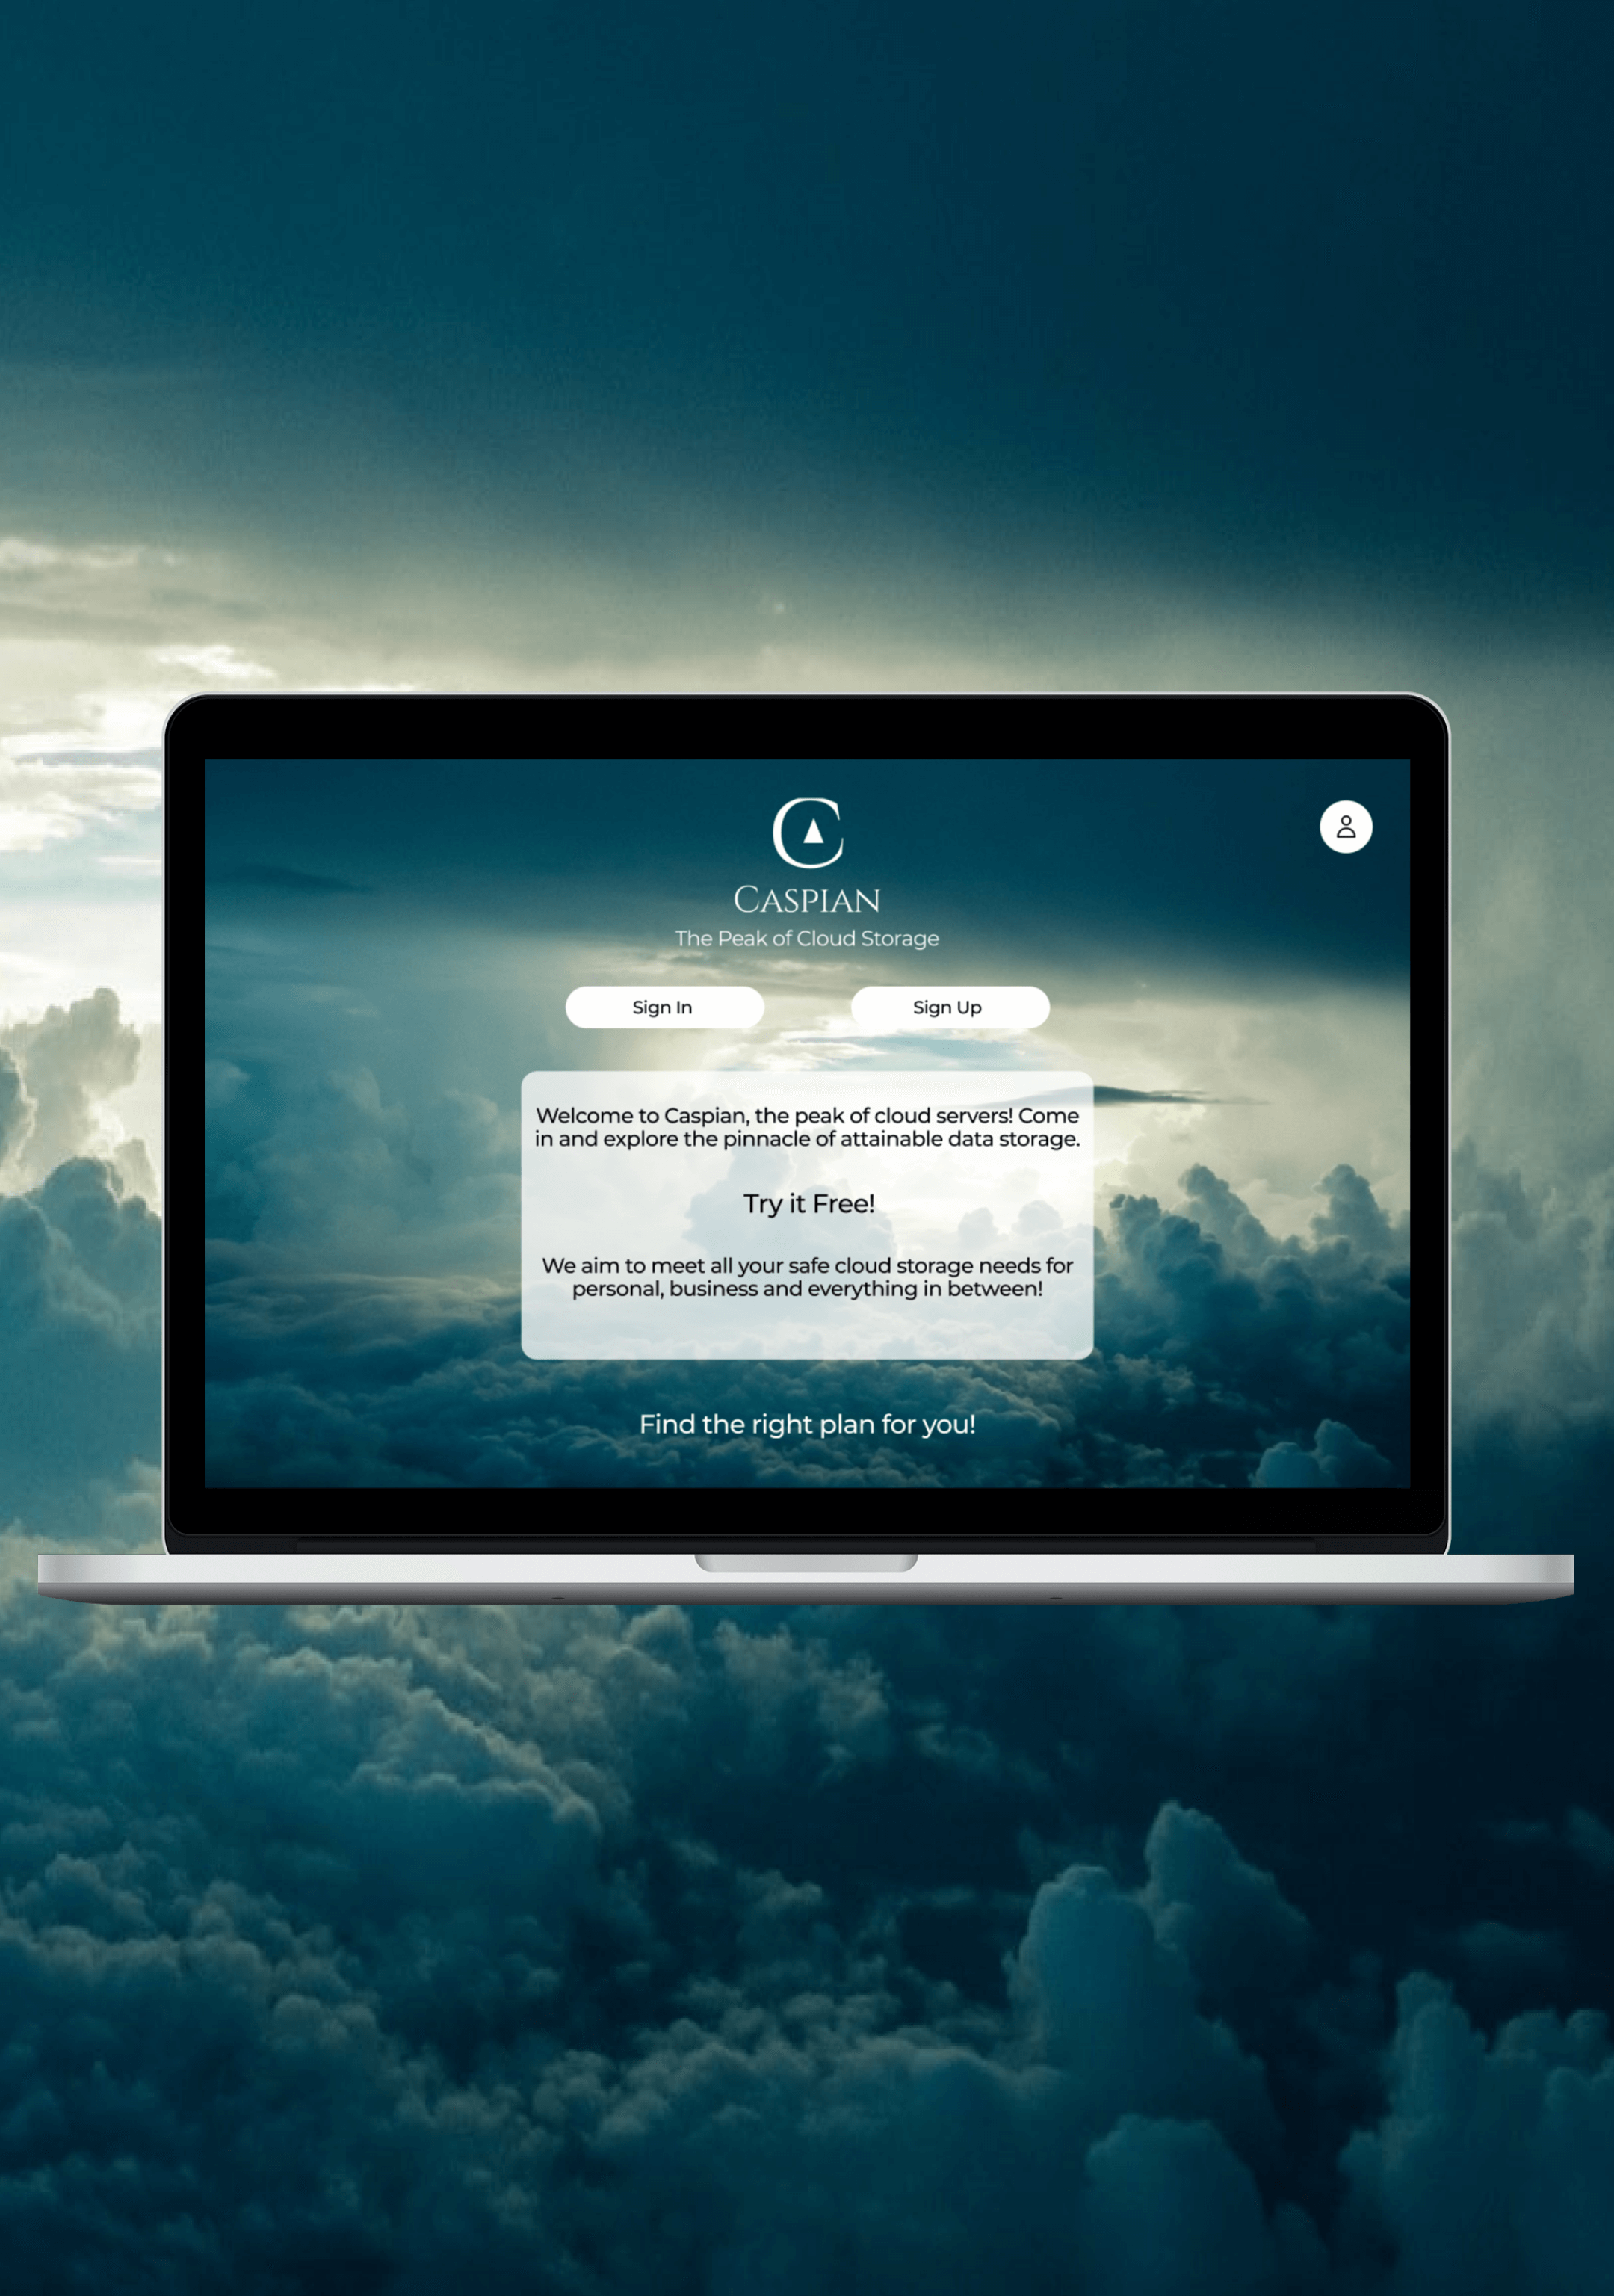 CASPIAN
The Peak of Cloud Storage
Sign In
Sign Up
Welcome to Caspian, the peak of cloud servers! Come
in and explore the pinnacle of attainable data storage.
Try it Free!
We aim to meet all your safe cloud storage needs for
personal, business and everything in between!
Find the right plan for you!